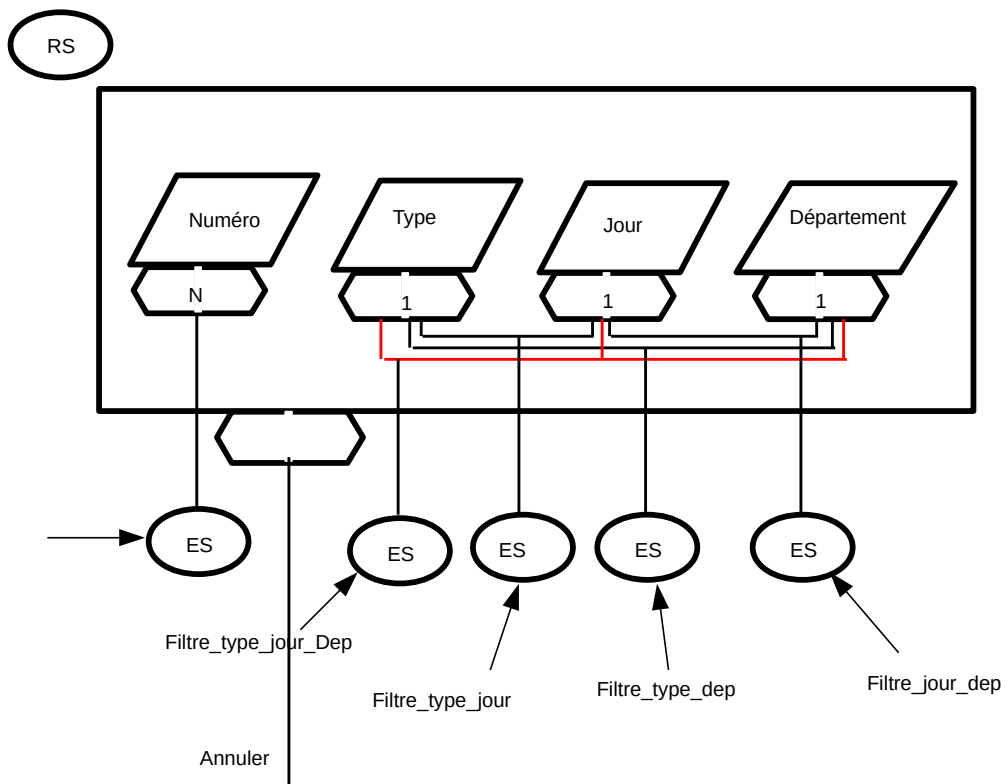 RS
Numéro
Type
Jour
Département
N
1
1
1
ES
ES
ES
ES
ES
Filtre_type_jour_Dep
Filtre_type_jour
Filtre_type_dep
Filtre_jour_dep
Annuler